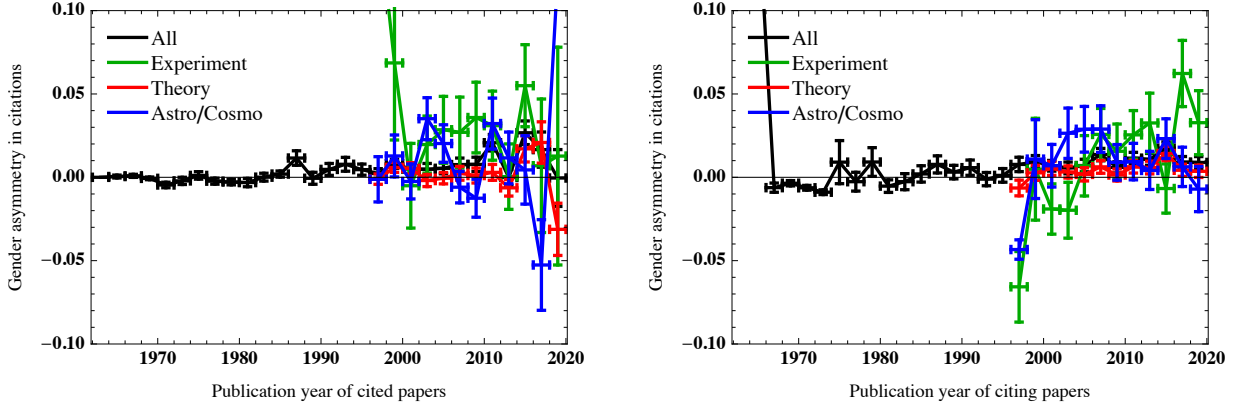 0.10
0.05
0.00
−0.05
−0.10
Gender asymmetry in citations
All
Experiment
Theory
Astro/Cosmo
1970 1980 1990 2000 2010 2020
Publication year of cited papers
0.10
0.05
0.00
−0.05
−0.10
Gender asymmetry in citations
All
Experiment
Theory
Astro/Cosmo
1970 1980 1990 2000 2010 2020
Publication year of citing papers